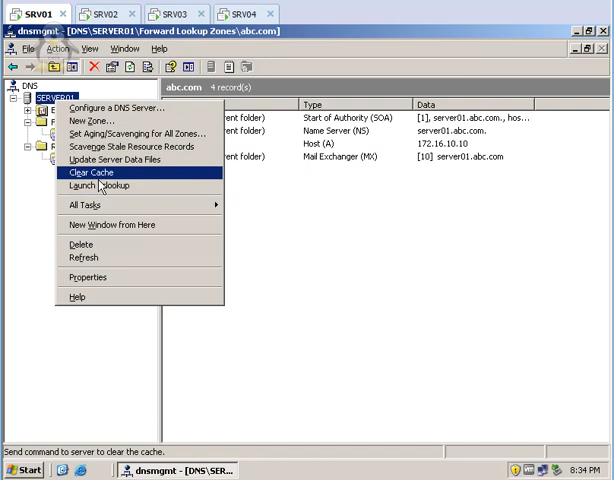 SRV01
SRV02
SRV03
SRV04
dnsmgmt - [DNS\SERVER01\Forward Lookup Zones\abc.com]
File Action View Window Help
DNS
SERVER01
abc.com 4 record(s)
Type Data
ent folder) Start of Authority (SOA) [1], server01.abc.com., hos...
ent folder) Name Server (NS) server01.abc.com.
Host (A) 172.16.10.10
ent folder) Mail Exchanger (MX) [10] server01.abc.com
Configure a DNS Server...
New Zone...
Set Aging/Scavenging for All Zones...
Scavenge Stale Resource Records
Update Server Data Files
Clear Cache
Launch lookup
All Tasks
New Window from Here
Delete
Refresh
Properties
Help
Send command to server to clear the cache.
Start
dnsmgmt - [DNS\SER...
8:34 PM